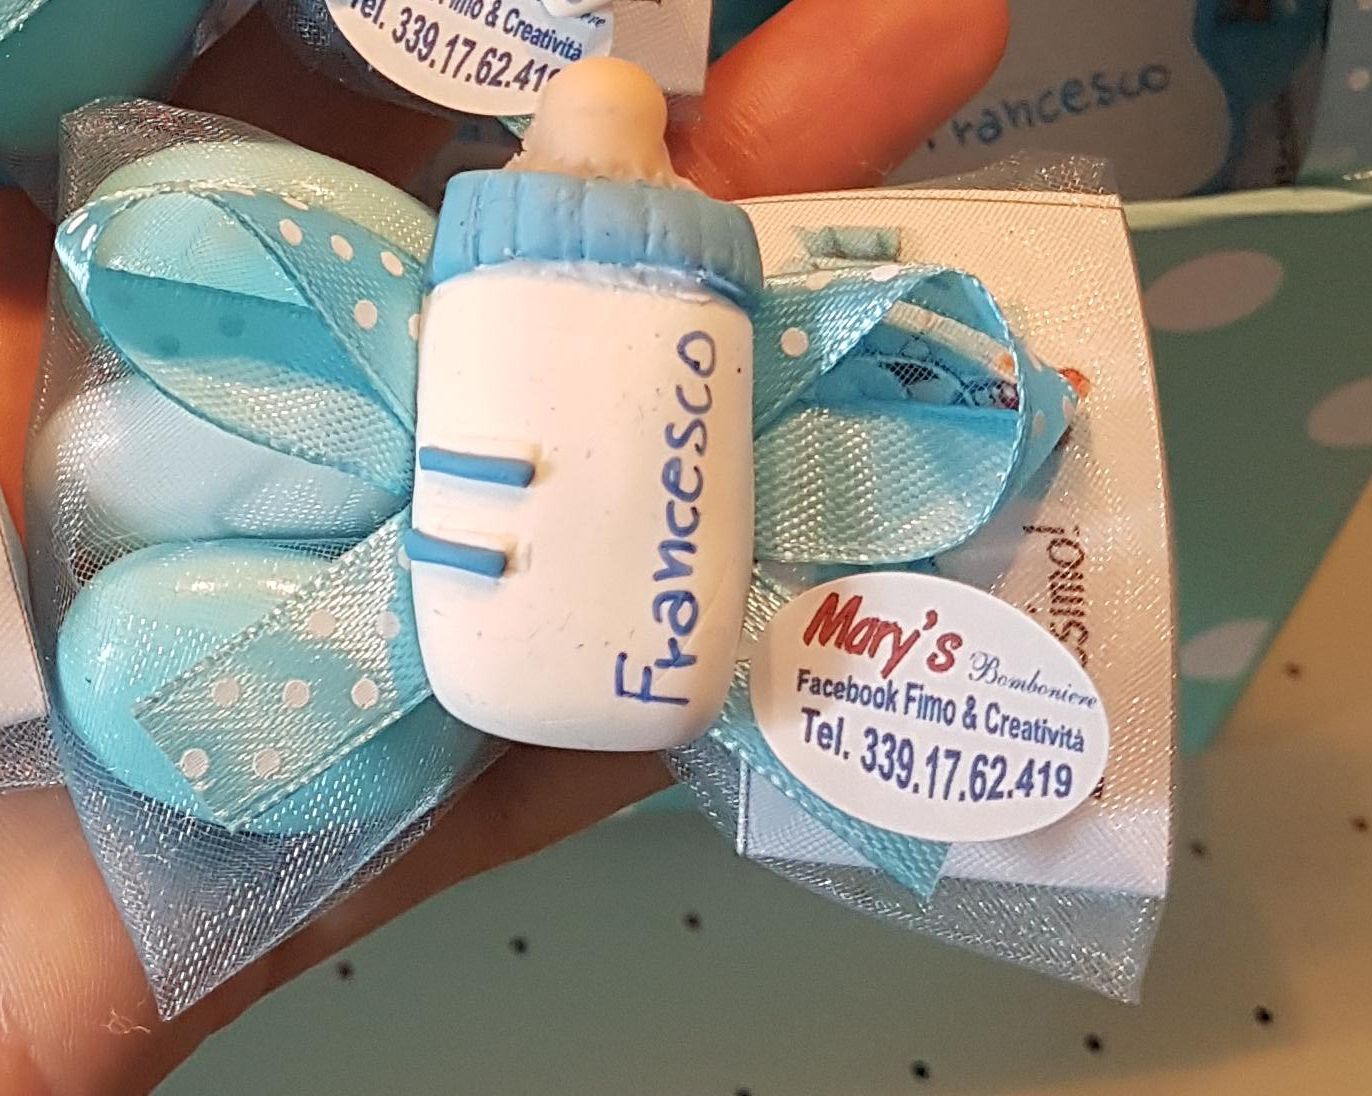 Fimo & Creatività
Tel. 339.17.62.419
Francesco
Francesco
Mary's Bomboniere
Facebook Fimo & Creatività
Tel. 339.17.62.419